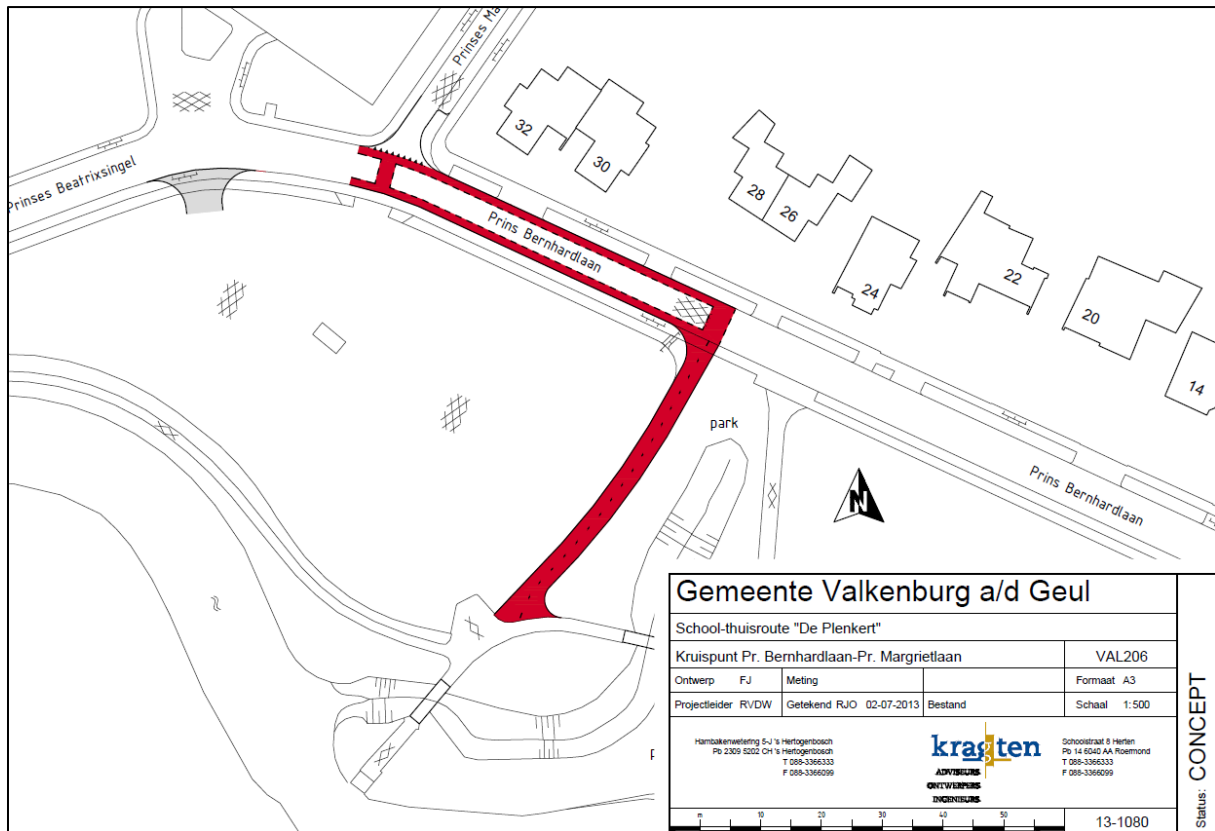 Prinses Ma
32
30
28
26
24
22
20
14
Prinses Beatrixsingel
Prins Bernhardlaan
park
Prins Bernhardlaan
N
Gemeente Valkenburg a/d Geul
School-thuisroute "De Plenkert"
Kruispunt Pr. Bernhardlaan-Pr. Margrietlaan VAL206
Ontwerp FJ Meting Formaat A3
Projectleider RVDW Getekend RJO 02-07-2013 Bestand Schaal 1:500
Hambakenwetering 5-J 's Hertogenbosch
Pb 2309 5202 CH 's Hertogenbosch
T 088-3366333
F 088-3366099
kragten
ADVISEURS
ONTWERPERS
INGENIEURS
Schoolstraat 8 Herten
Pb 14 6040 AA Roermond
T 088-3366333
F 088-3366099
m 10 20 30 40 50
13-1080
Status: CONCEPT